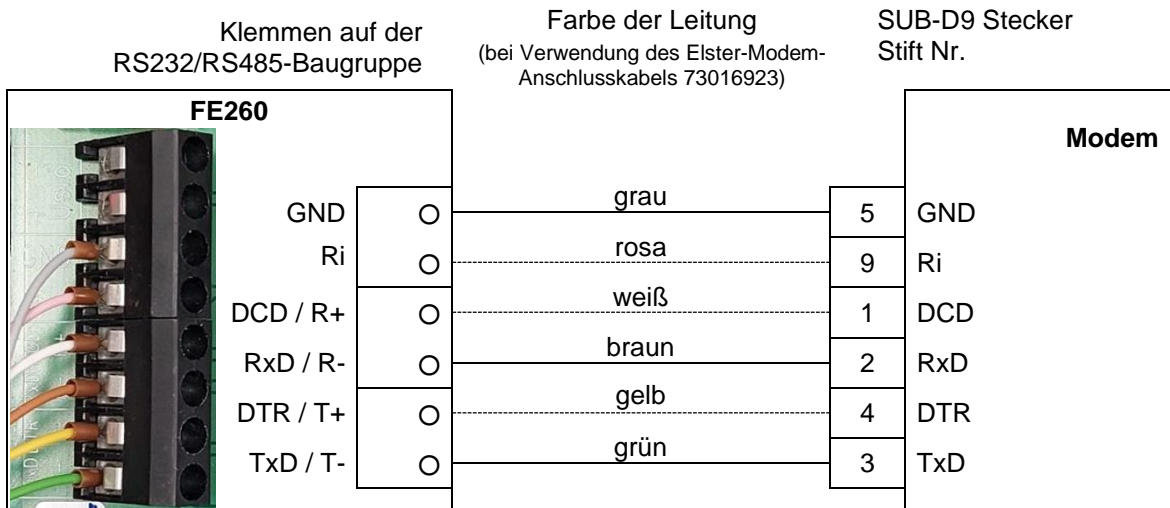 Klemmen auf der
RS232/RS485-Baugruppe
Farbe der Leitung
(bei Verwendung des Elster-Modem-
Anschlusskabels 73016923)
SUB-D9 Stecker
Stift Nr.
FE260
Modem
GND grau 5 GND
Ri rosa 9 Ri
DCD / R+ weiß 1 DCD
RxD / R- braun 2 RxD
DTR / T+ gelb 4 DTR
TxD / T- grün 3 TxD